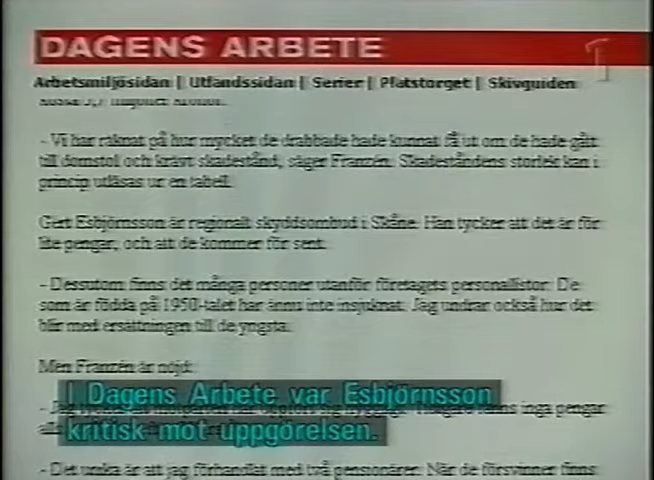 DAGENS ARBETE
1
Arbetsmiljösidan | Utlandssidan | Serier | Platstorget | Skivguiden
- Vi har räknat på hur mycket de drabbade hade kunnat få ut om de hade gått
till domstol och krävt skadestånd, säger Franzén. Skadeståndens storlek kan i
princip utläsas ur en tabell.
Gert Esbjörnsson är regionalt skyddsombud i Skåne. Han tycker att det är för
lite pengar, och att de kommer för sent.
- Dessutom finns det många personer utanför företagets personallistor. De
som är födda på 1950-talet har ännu inte insjuknat. Jag undrar också hur det
blir med ersättningen till de yngsta.
Men Franzén är nöjd:
I Dagens Arbete var Esbjörnsson
inga pengar
kritisk mot uppgörelsen.
- Det unika är att jag förhandlat med två pensionärer. När de försvinner finns